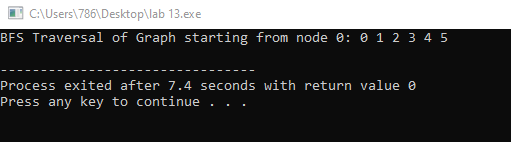 C:\Users\786\Desktop\lab 13.exe
BFS Traversal of Graph starting from node 0: 0 1 2 3 4 5
--------------------------------
Process exited after 7.4 seconds with return value 0
Press any key to continue . . .